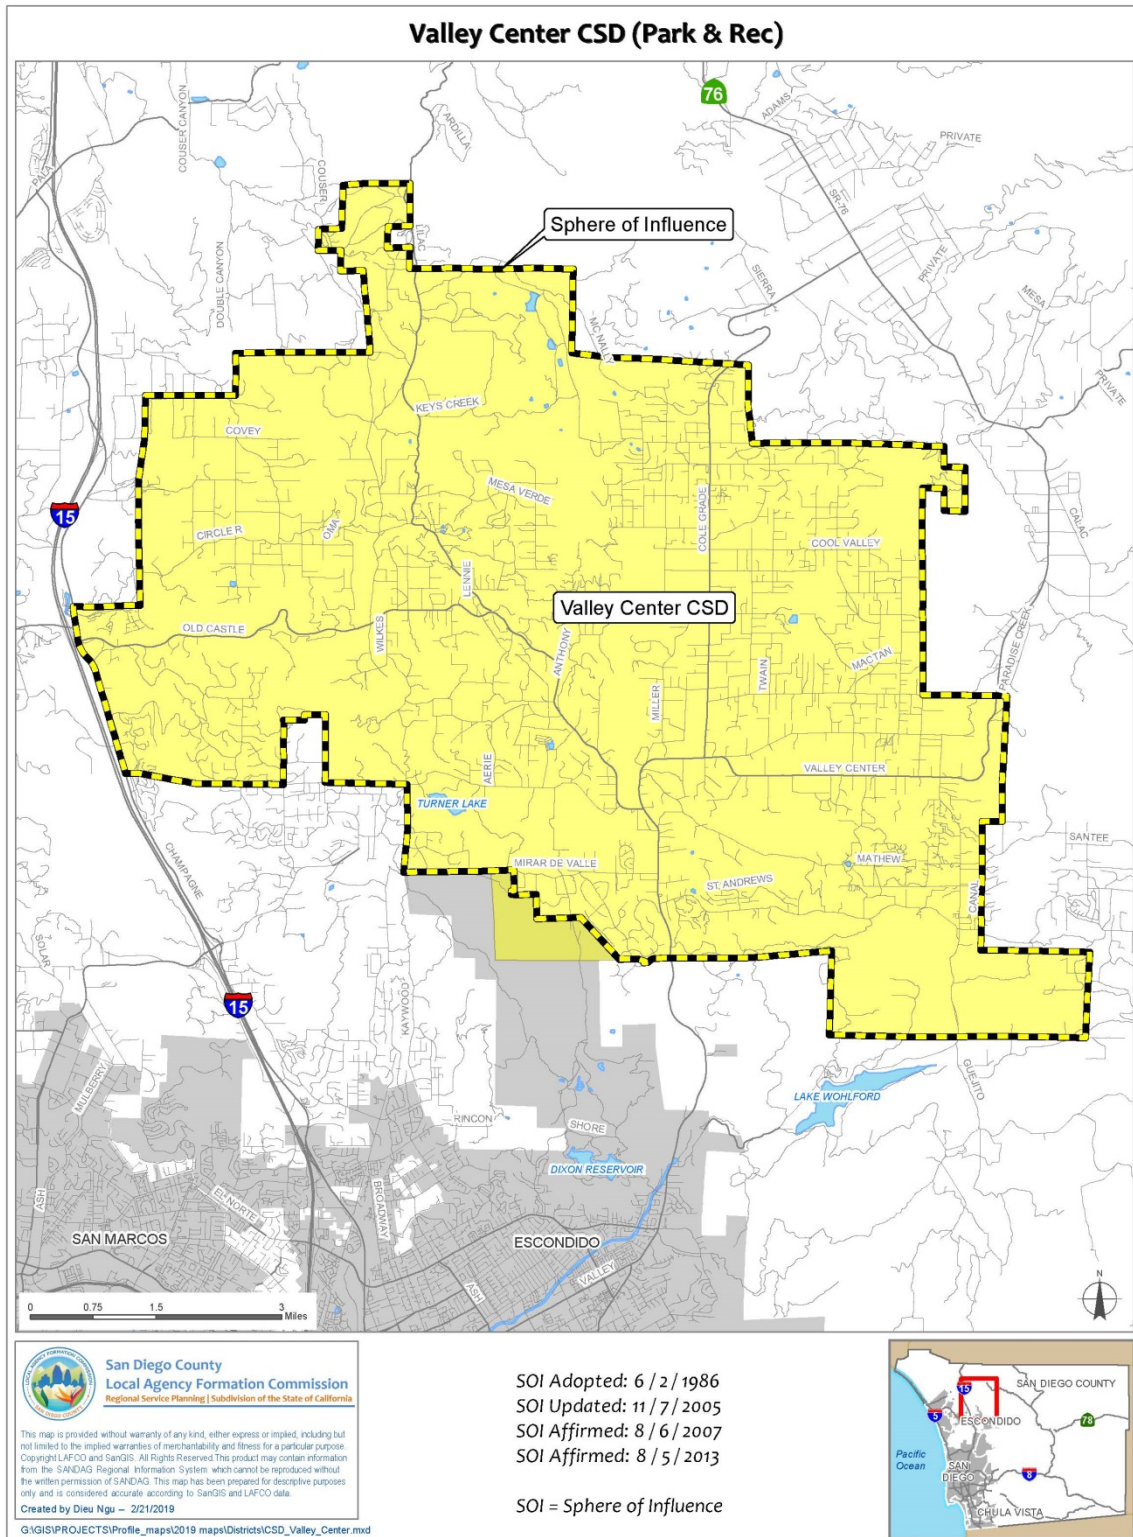 Valley Center CSD (Park & Rec)
76
ADAMS
PRIVATE
COUSER CANYON
ARDILLA
PALA
COUSER
SR-76
LILAC
Sphere of Influence
PRIVATE
SIERRA
MESA
DOUBLE CANYON
MC NALLY
PRIVATE
KEYS CREEK
COVEY
MESA VERDE
15
CIRCLE R
OMA
COLE GRADE
COOL VALLEY
CALAC
LENNIE
Valley Center CSD
OLD CASTLE
WILKES
ANTHONY
MACTAN
PARADISE CREEK
TWAIN
MILLER
AERIE
VALLEY CENTER
TURNER LAKE
CHAMPAGNE
MIRAR DE VALLE
MATHEW
SANTEE
ST. ANDREWS
CANAL
SOLAR
15
KAYWOOD
MULBERRY
GUEJITO
LAKE WOHLFORD
RINCON
SHORE
DIXON RESERVOIR
ASH
EL NORTE
BROADWAY
SAN MARCOS
ESCONDIDO
VALLEY
ASH
N
0 0.75 1.5 3
Miles
LOCAL AGENCY FORMATION COMMISSION
SAN DIEGO COUNTY
San Diego County
Local Agency Formation Commission
Regional Service Planning | Subdivision of the State of California
This map is provided without warranty of any kind, either express or implied, including but
not limited to the implied warranties of merchantability and fitness for a particular purpose.
Copyright LAFCO and SanGIS. All Rights Reserved.This product may contain information
from the SANDAG Regional Information System which cannot be reproduced without
the written permission of SANDAG. This map has been prepared for descriptive purposes
only and is considered accurate according to SanGIS and LAFCO data.
Created by Dieu Ngu – 2/21/2019
G:\GIS\PROJECTS\Profile_maps\2019 maps\Districts\CSD_Valley_Center.mxd
SOI Adopted: 6 / 2 / 1986
SOI Updated: 11 / 7 / 2005
SOI Affirmed: 8 / 6 / 2007
SOI Affirmed: 8 / 5 / 2013
SOI = Sphere of Influence
SAN DIEGO COUNTY
15
5
ESCONDIDO
78
Pacific
Ocean
SAN
DIEGO
8
CHULA VISTA